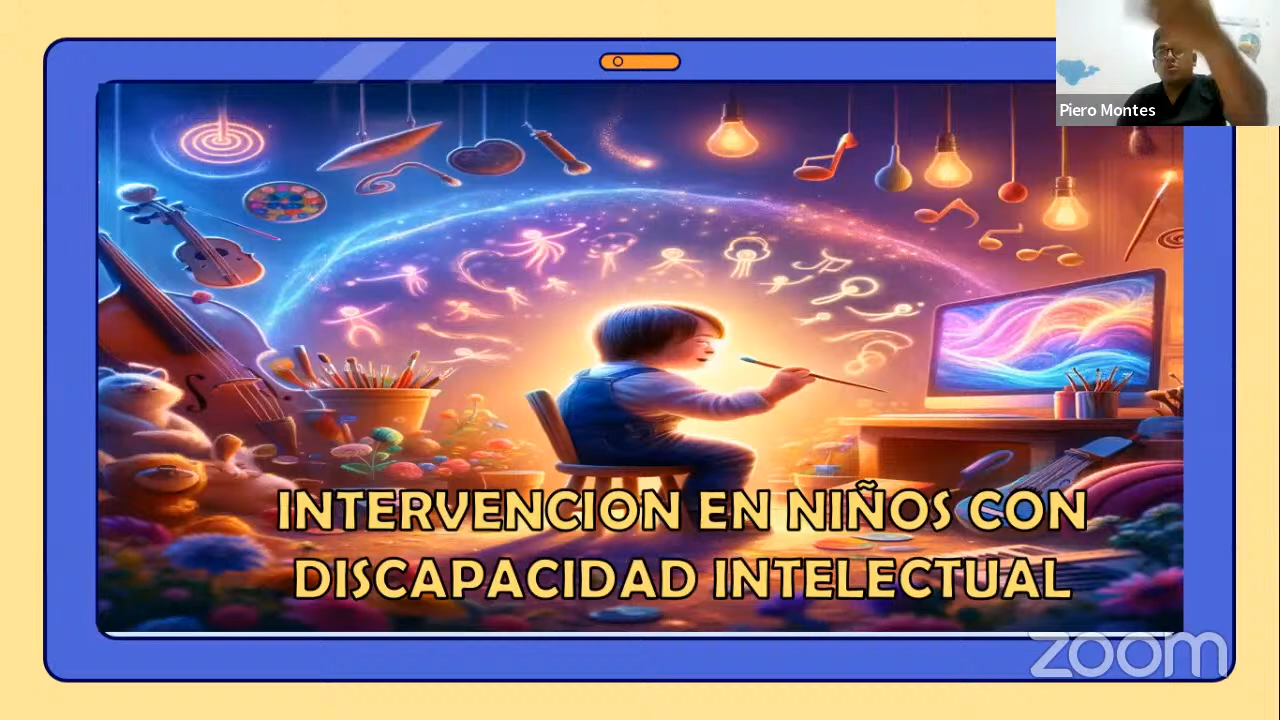 Piero Montes
INTERVENCION EN NIÑOS CON
DISCAPACIDAD INTELECTUAL
zoom